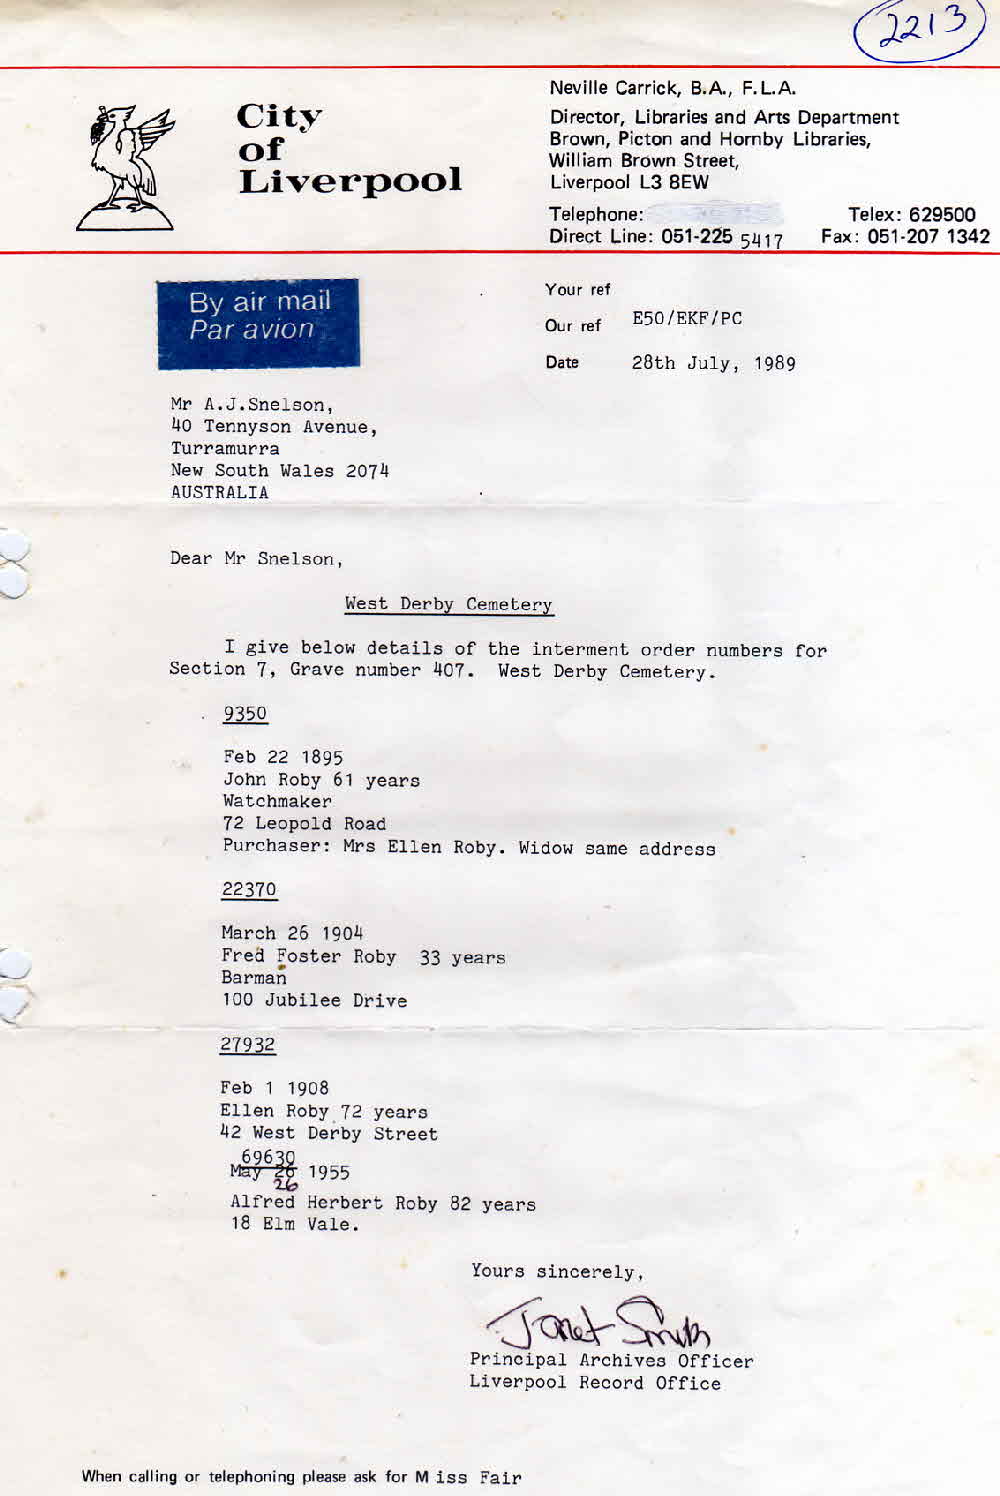 2213
City
of
Liverpool
Neville Carrick, B.A., F.L.A.
Director, Libraries and Arts Department
Brown, Picton and Hornby Libraries,
William Brown Street,
Liverpool L3 8EW
Telephone: Telex: 629500
Direct Line: 051-225 5417 Fax: 051-207 1342
By air mail
Par avion
Your ref
Our ref E50/EKF/PC
Date 28th July, 1989
Mr A.J.Snelson,
40 Tennyson Avenue,
Turramurra
New South Wales 2074
AUSTRALIA
Dear Mr Snelson,
West Derby Cemetery
I give below details of the interment order numbers for
Section 7, Grave number 407. West Derby Cemetery.
9350
Feb 22 1895
John Roby 61 years
Watchmaker
72 Leopold Road
Purchaser: Mrs Ellen Roby. Widow same address
22370
March 26 1904
Fred Foster Roby 33 years
Barman
100 Jubilee Drive
27932
Feb 1 1908
Ellen Roby 72 years
42 West Derby Street
69630
May 26 1955
26
Alfred Herbert Roby 82 years
18 Elm Vale.
Yours sincerely,
Janet Smith
Principal Archives Officer
Liverpool Record Office
When calling or telephoning please ask for Miss Fair